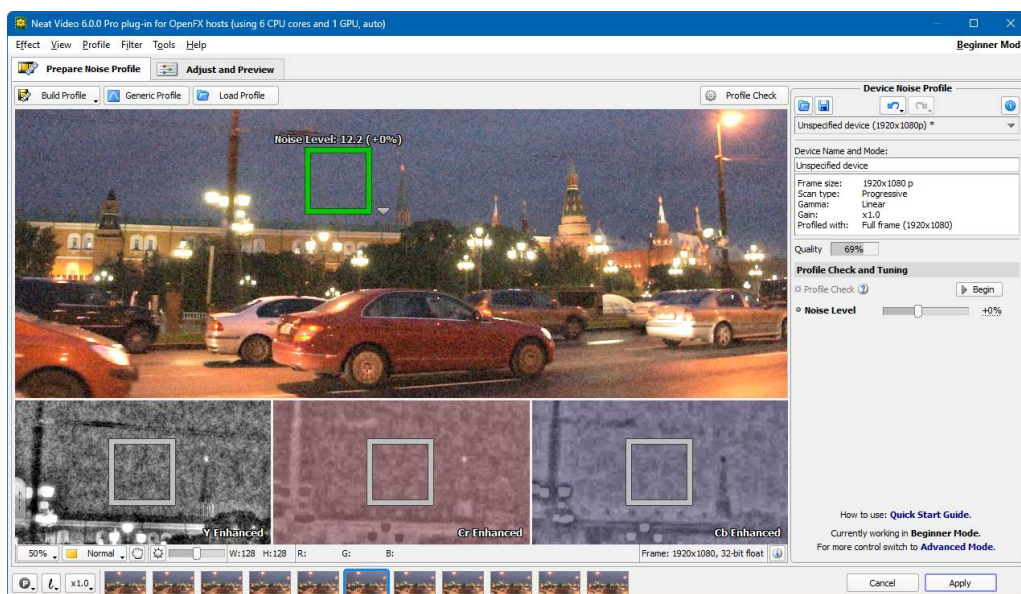 Neat Video 6.0.0 Pro plug-in for OpenFX hosts (using 6 CPU cores and 1 GPU, auto)
Effect View Profile Filter Tools Help
Beginner Mod
Prepare Noise Profile
Adjust and Preview
Build Profile
Generic Profile
Load Profile
Profile Check
Noise Level: 12.2 (+0%)
Y Enhanced
Cr Enhanced
Cb Enhanced
50%
Normal
W:128 H:128 R: G: B:
Frame: 1920x1080, 32-bit float
Device Noise Profile
Unspecified device (1920x1080p) *
Device Name and Mode:
Unspecified device
Frame size: 1920x1080 p
Scan type: Progressive
Gamma: Linear
Gain: x1.0
Profiled with: Full frame (1920x1080)
Quality 69%
Profile Check and Tuning
Profile Check
Begin
Noise Level +0%
How to use: Quick Start Guide.
Currently working in Beginner Mode.
For more control switch to Advanced Mode.
x1.0
Cancel
Apply